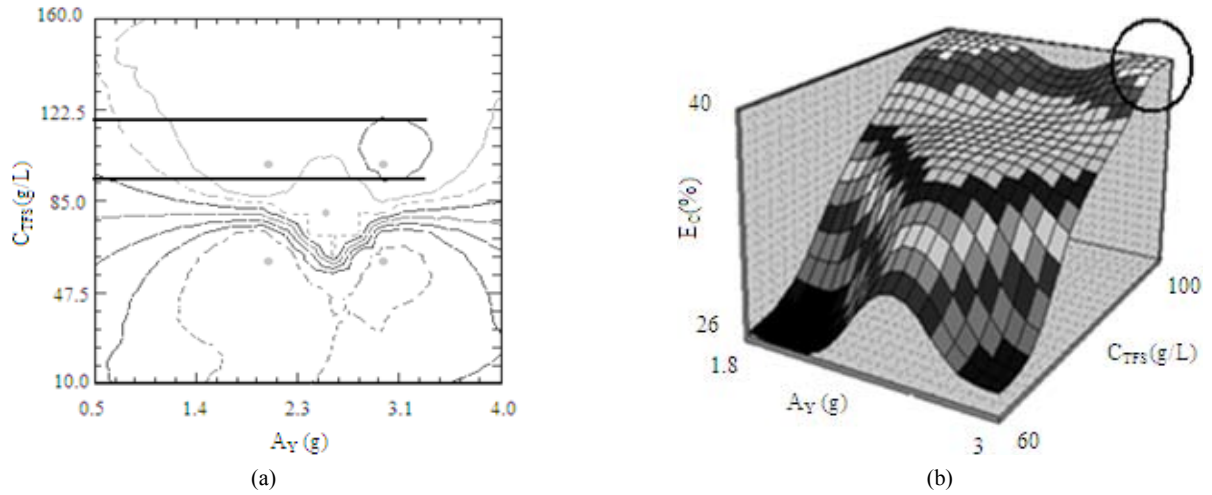 160.0
122.5
85.0
47.5
10.0
C_TFS(g/L)
0.5 1.4 2.3 3.1 4.0
A_Y (g)
(a)
40
E_C(%)
26
1.8
A_Y (g)
3
60
C_TFS(g/L)
100
(b)